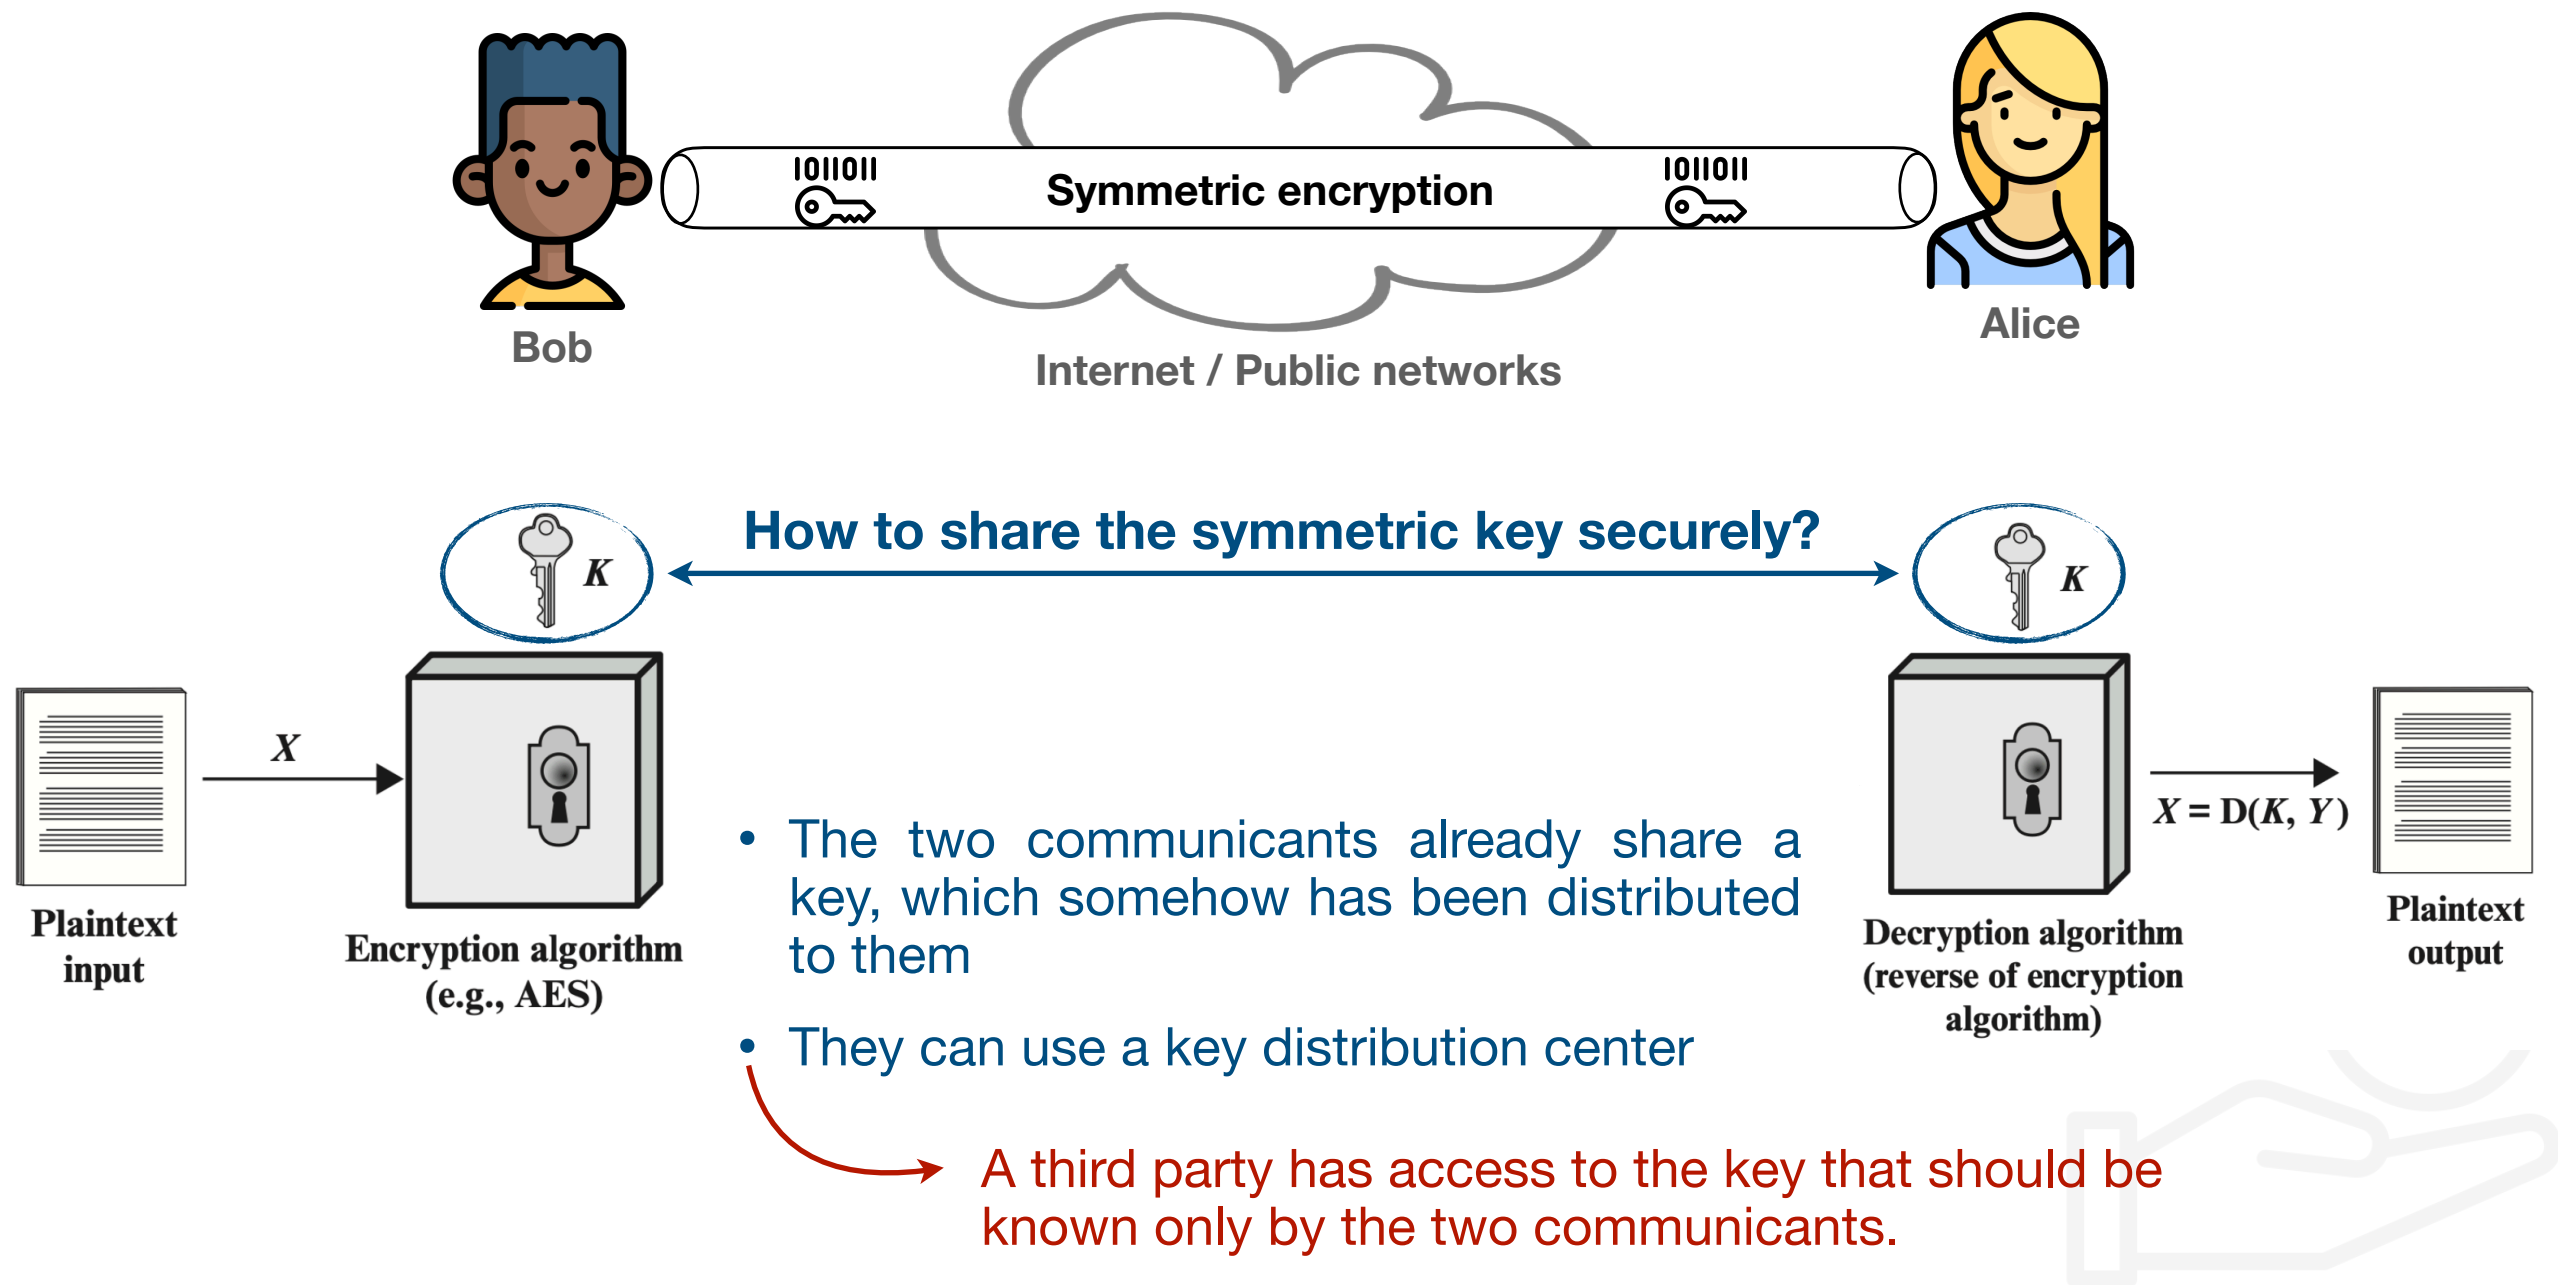 1011011
Symmetric encryption
1011011
Bob
Alice
Internet / Public networks
How to share the symmetric key securely?
K
K
X
X = D(K, Y)
Plaintext
input
Encryption algorithm
(e.g., AES)
• The two communicants already share a
key, which somehow has been distributed
to them
• They can use a key distribution center
A third party has access to the key that should be
known only by the two communicants.
Decryption algorithm
(reverse of encryption
algorithm)
Plaintext
output